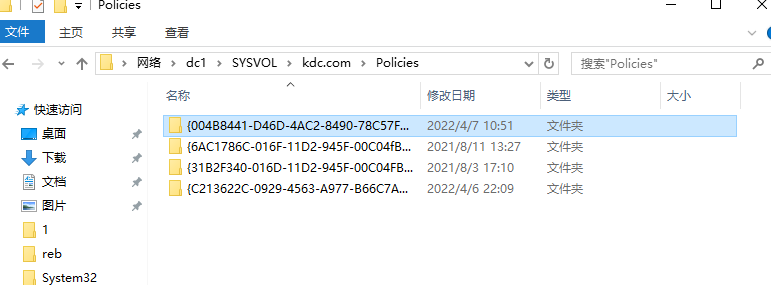 Policies
文件 主页 共享 查看
网络 dc1 SYSVOL kdc.com Policies 搜索"Policies"
名称 修改日期 类型 大小
快速访问
{004B8441-D46D-4AC2-8490-78C57F... 2022/4/7 10:51 文件夹
桌面
{6AC1786C-016F-11D2-945F-00C04fB... 2021/8/11 13:27 文件夹
下载
{31B2F340-016D-11D2-945F-00C04FB... 2021/8/3 17:10 文件夹
文档
{C213622C-0929-4563-A977-B66C7A... 2022/4/6 22:09 文件夹
图片
1
reb
System32